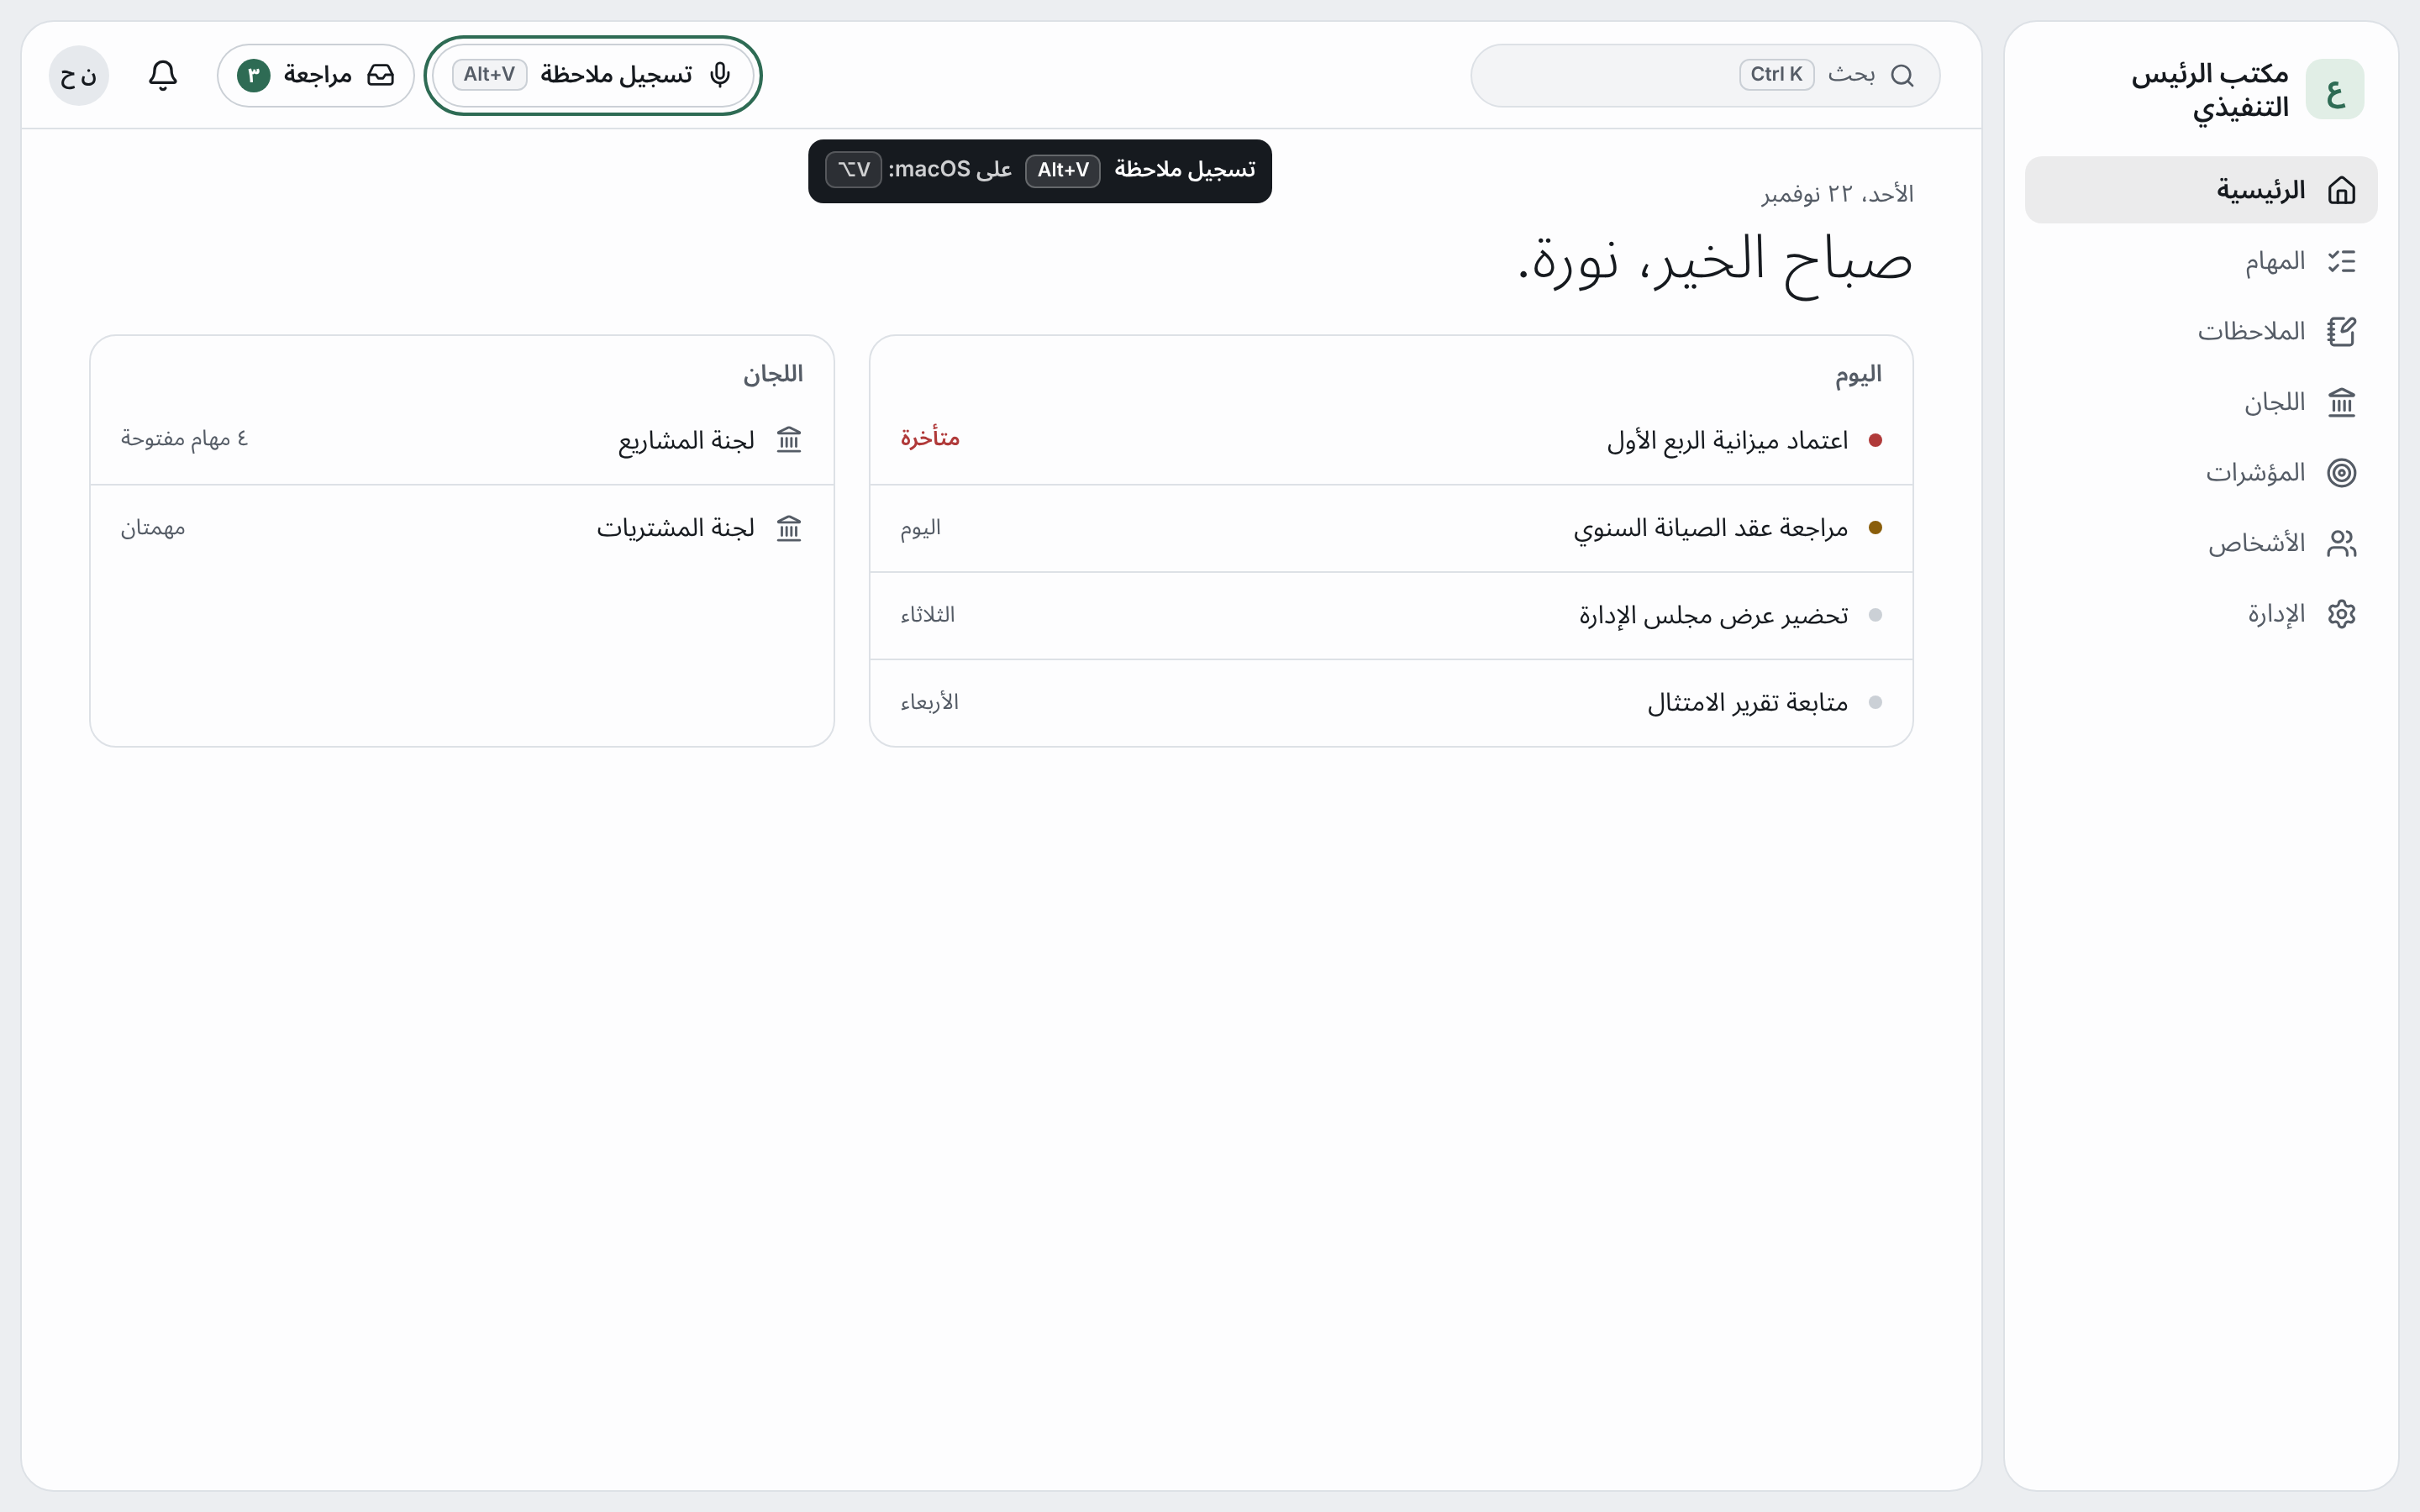 ع
مكتب الرئيس
التنفيذي
الرئيسية
المهام
الملاحظات
اللجان
المؤشرات
الأشخاص
الإدارة
بحث Ctrl K
تسجيل ملاحظة Alt+V
مراجعة ٣
ن ح
تسجيل ملاحظة Alt+V على macOS: ⌥V
الأحد، ٢٢ نوفمبر
صباح الخير، نورة.
اليوم
اعتماد ميزانية الربع الأول متأخرة
مراجعة عقد الصيانة السنوي اليوم
تحضير عرض مجلس الإدارة الثلاثاء
متابعة تقرير الامتثال الأربعاء
اللجان
لجنة المشاريع ٤ مهام مفتوحة
لجنة المشتريات مهمتان